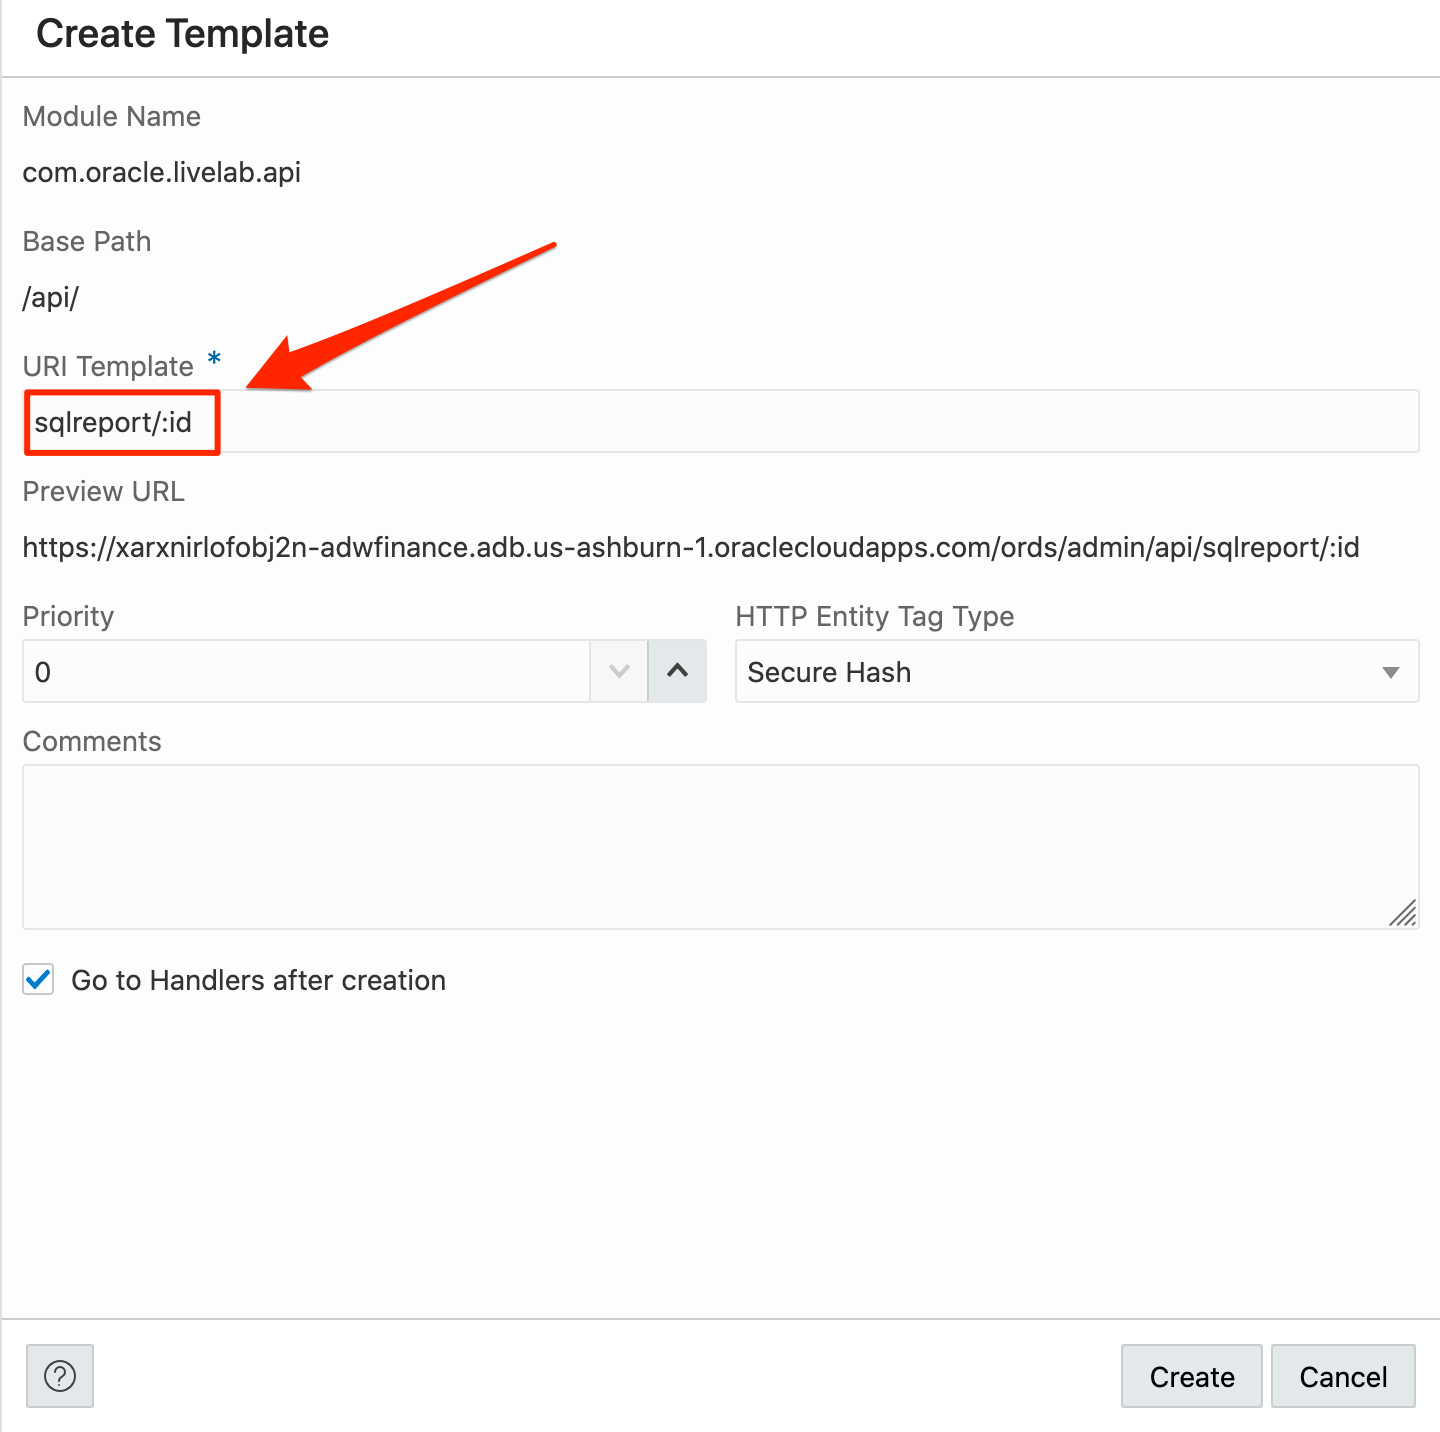 Create Template
Module Name
com.oracle.livelab.api
Base Path
/api/
URI Template *
sqlreport/:id
Preview URL
https://xarxnirlofobj2n-adwfinance.adb.us-ashburn-1.oraclecloudapps.com/ords/admin/api/sqlreport/:id
Priority
HTTP Entity Tag Type
0
Secure Hash
Comments
Go to Handlers after creation
?
Create
Cancel